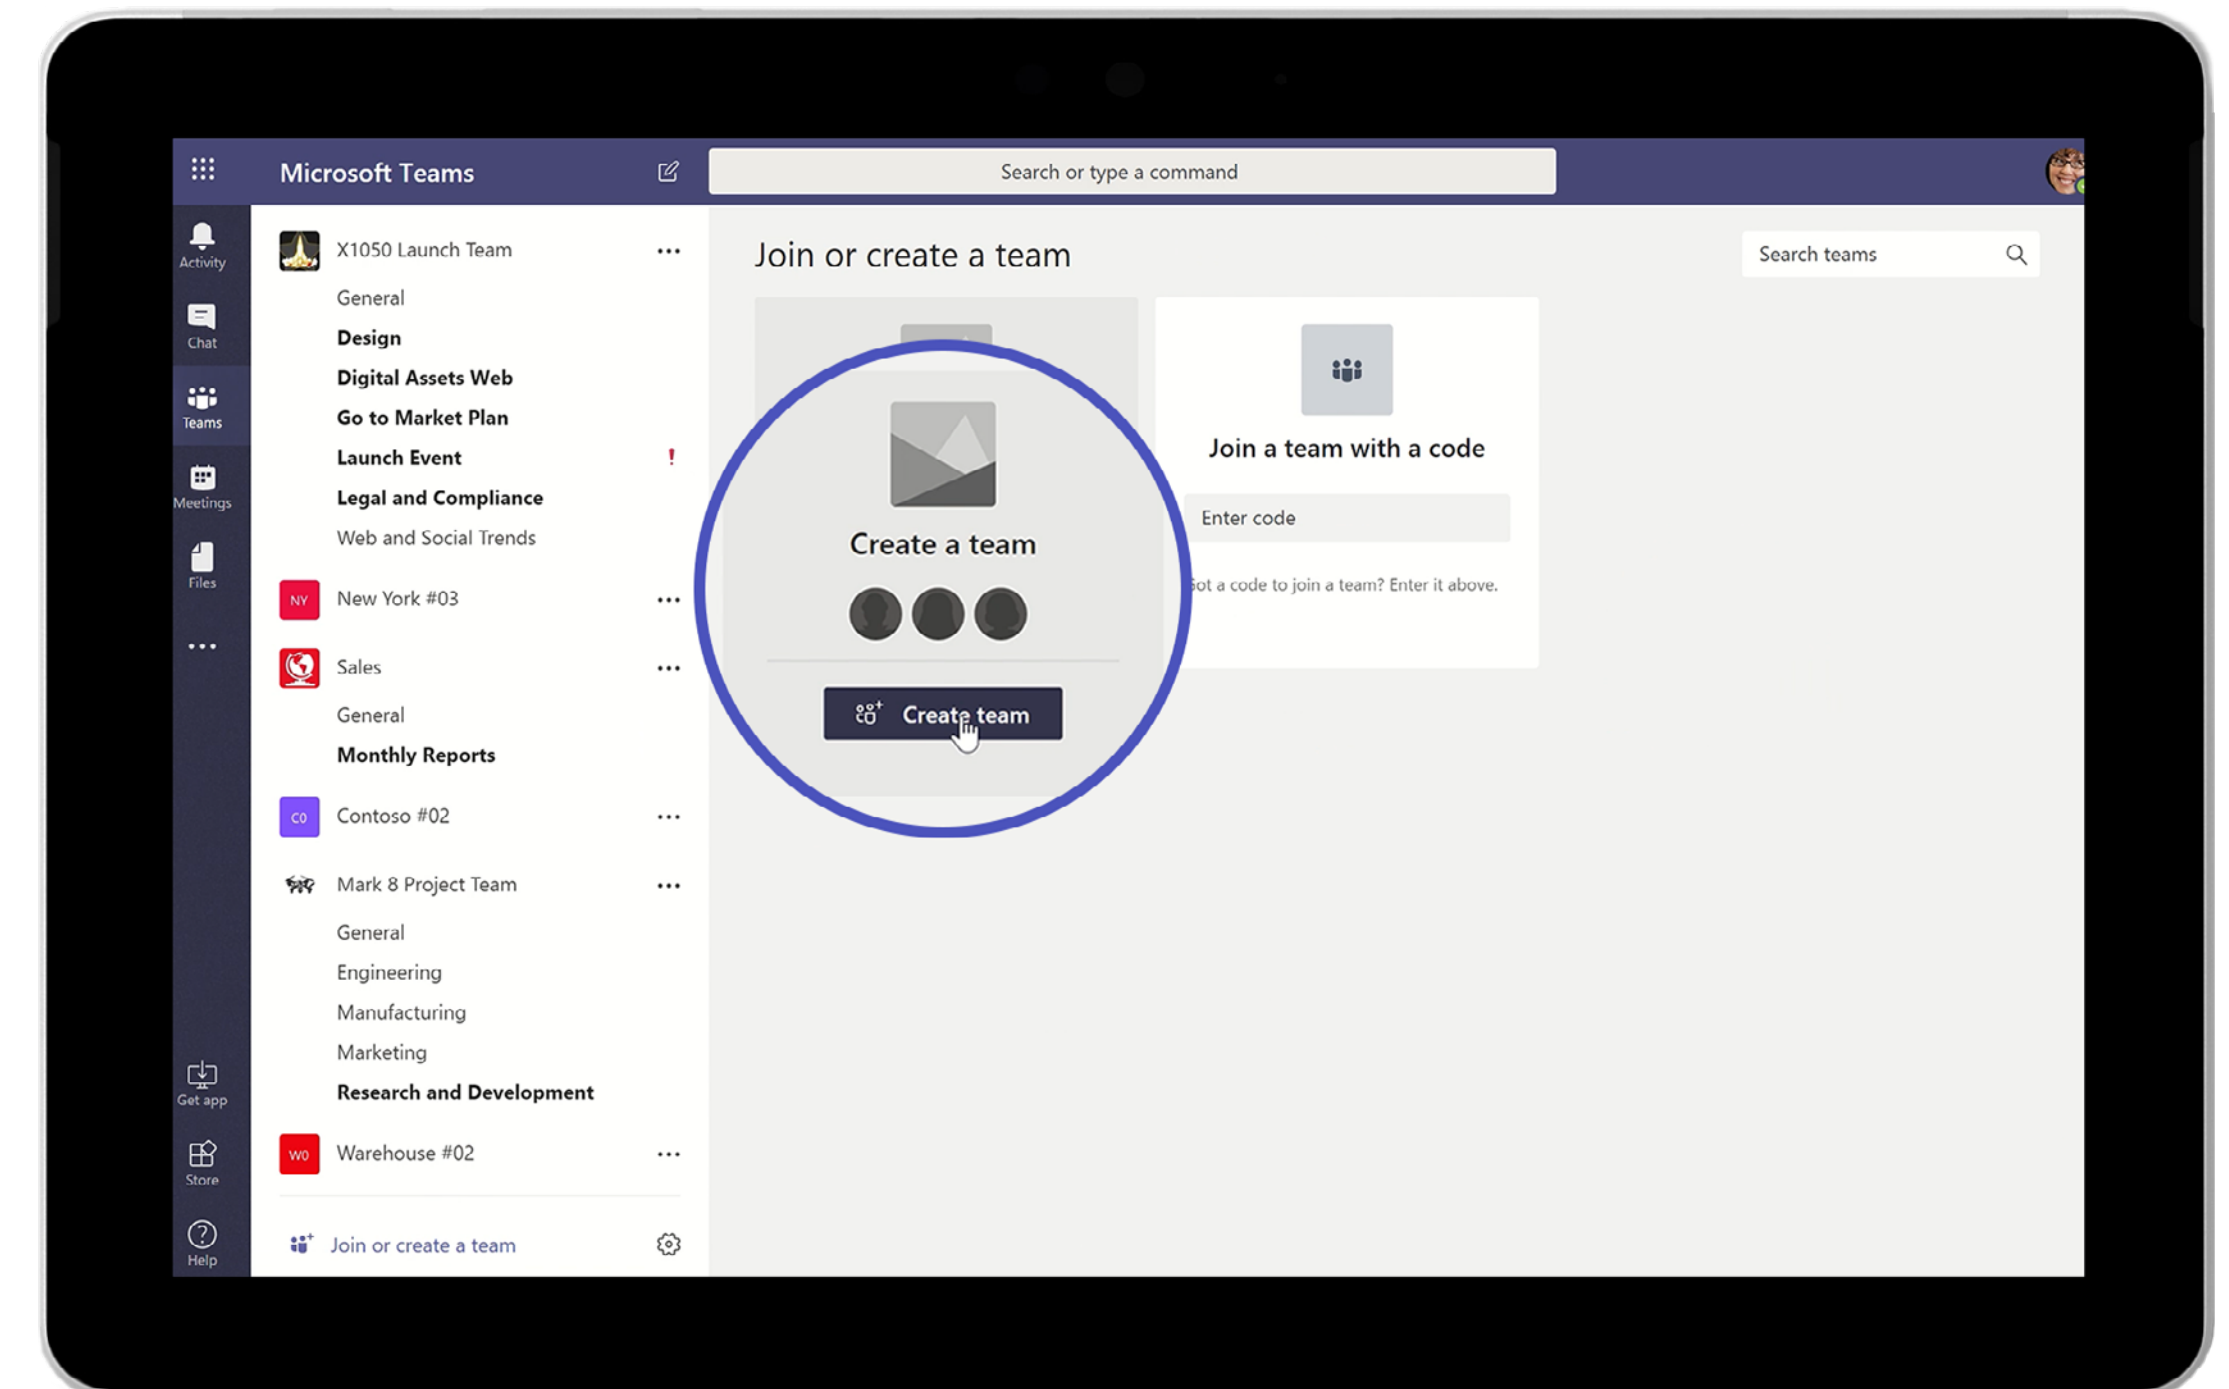 Microsoft Teams
Search or type a command
Activity
Chat
Teams
Meetings
Files
Get app
Store
Help
X1050 Launch Team
General
Design
Digital Assets Web
Go to Market Plan
Launch Event !
Legal and Compliance
Web and Social Trends
NY New York #03
Sales
General
Monthly Reports
C0 Contoso #02
Mark 8 Project Team
General
Engineering
Manufacturing
Marketing
Research and Development
W0 Warehouse #02
Join or create a team
Join or create a team
Search teams
Create a team
Create team
Join a team with a code
Enter code
ot a code to join a team? Enter it above.